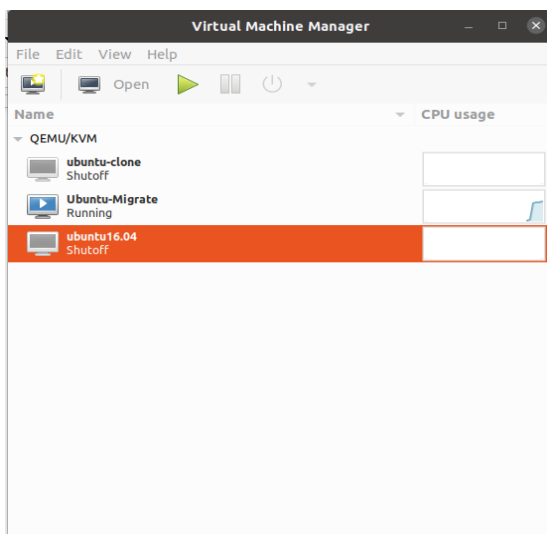 Virtual Machine Manager
File Edit View Help
Open
Name CPU usage
QEMU/KVM
ubuntu-clone
Shutoff
Ubuntu-Migrate
Running
ubuntu16.04
Shutoff